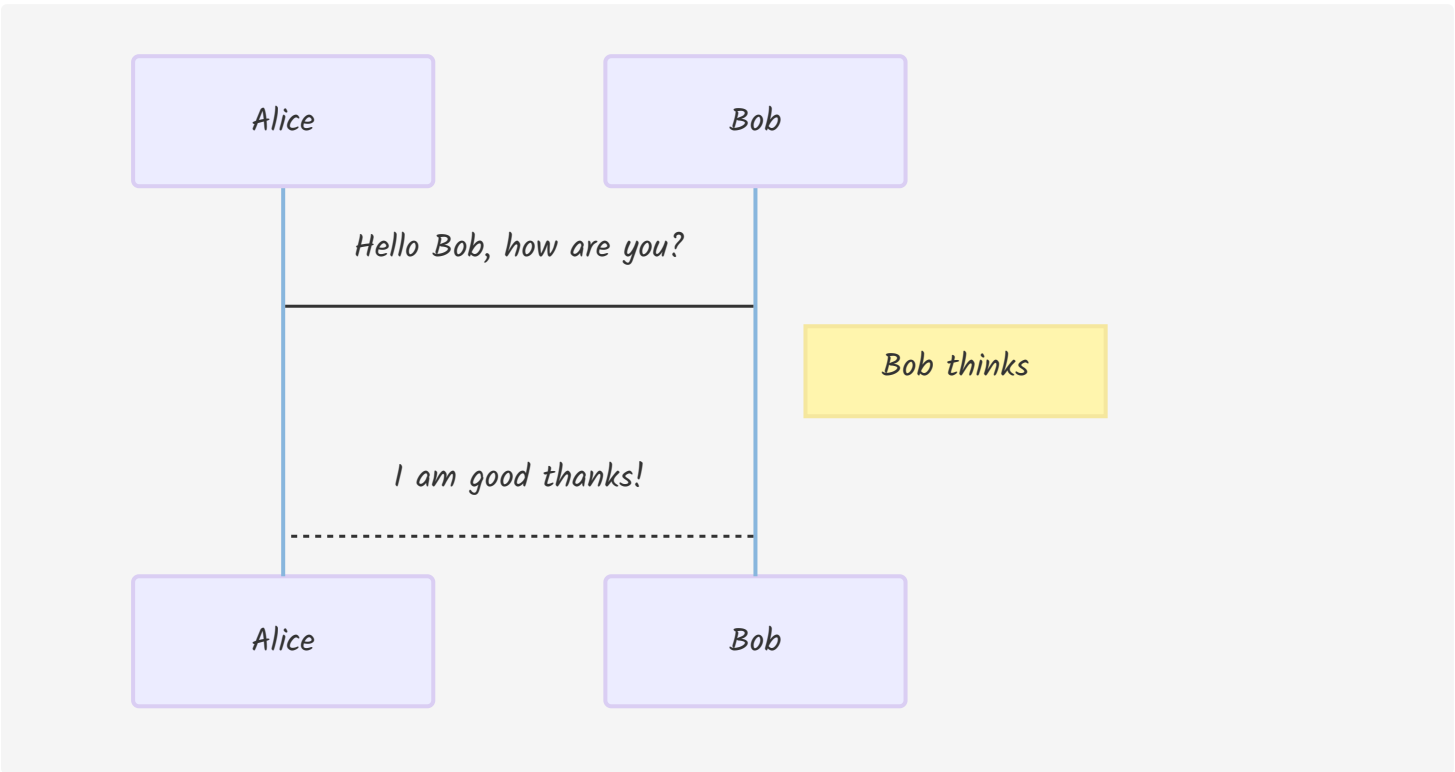 Alice
Bob
Hello Bob, how are you?
Bob thinks
I am good thanks!
Alice
Bob